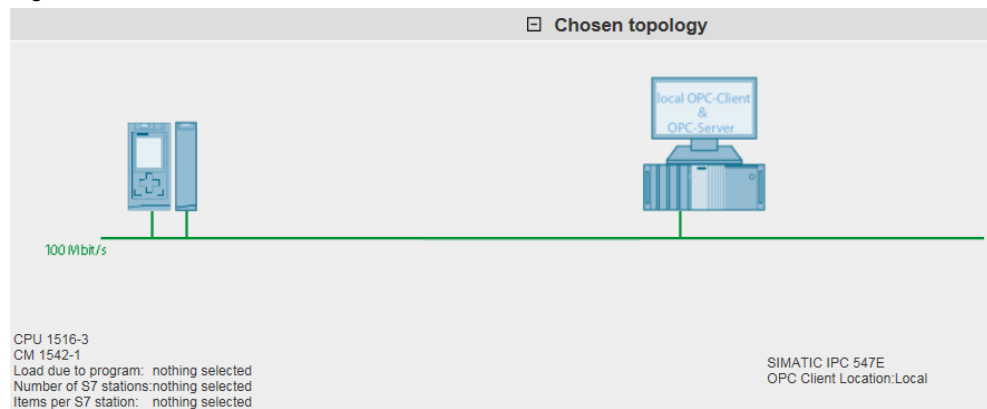 Chosen topology
local OPC-Client
&
OPC-Server
100 Mbit/s
CPU 1516-3
CM 1542-1
Load due to program: nothing selected
Number of S7 stations:nothing selected
Items per S7 station: nothing selected
SIMATIC IPC 547E
OPC Client Location:Local